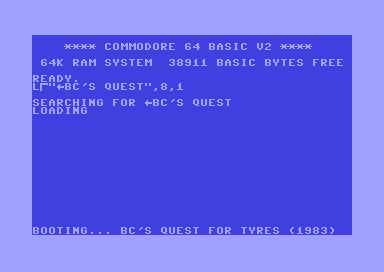 **** COMMODORE 64 BASIC V2 ****
64K RAM SYSTEM 38911 BASIC BYTES FREE
READY.
L┌"←BC'S QUEST",8,1
SEARCHING FOR ←BC'S QUEST
LOADING
BOOTING... BC'S QUEST FOR TYRES (1983)